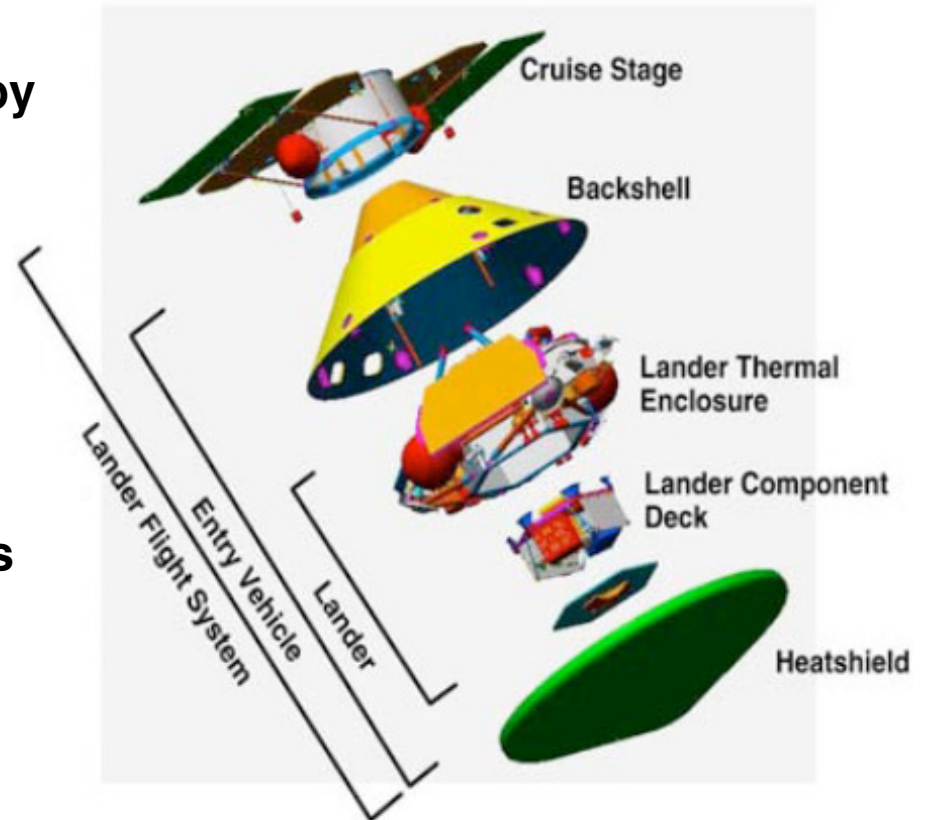 Cruise Stage
Backshell
Lander Thermal
Enclosure
Lander Component
Deck
Heatshield
Lander Flight System
Entry Vehicle
Lander